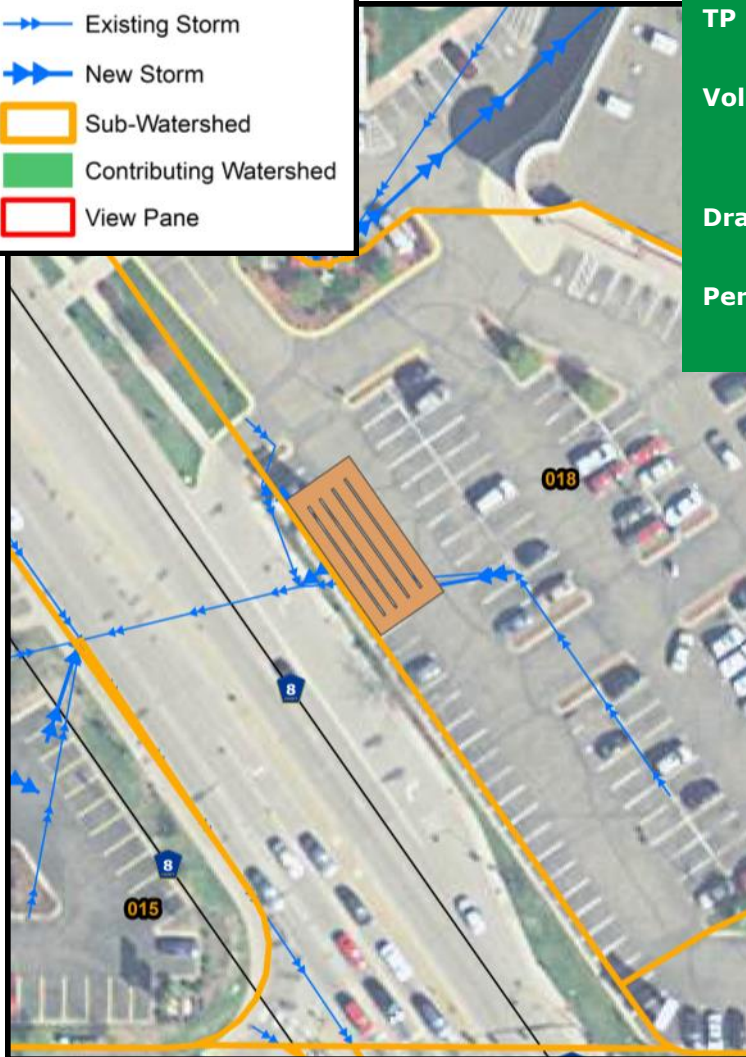 Existing Storm
New Storm
Sub-Watershed
Contributing Watershed
View Pane
TP
Vol
Dra
Per
018
8
8
015